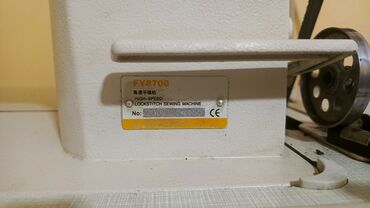 FY8700
高速平缝机
HIGH-SPEED
LOCKSTITCH SEWING MACHINE
No:
CE